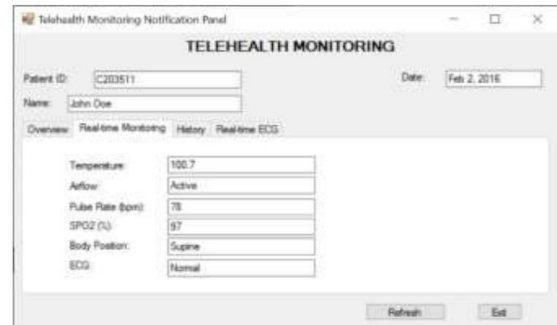 Telehealth Monitoring Notification Panel
TELEHEALTH MONITORING
Patient ID: C203511 Date: Feb 2, 2016
Name: John Doe
Overview Real-time Monitoring History Real-time ECG
Temperature: 100.7
Airflow: Active
Pulse Rate (bpm): 78
SPO2 (%): 97
Body Position: Supine
ECG: Normal
Refresh Exit